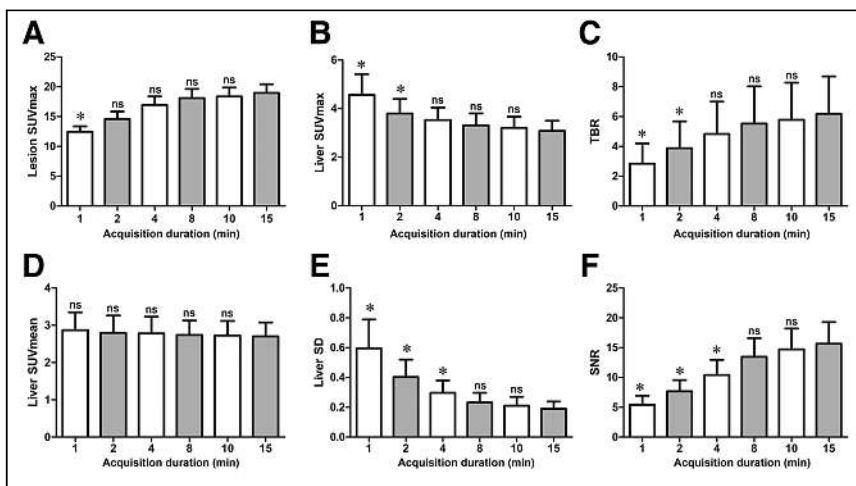 A
Lesion SUVmax
25
20
15
10
5
0
*
ns
ns
ns
ns
1 2 4 8 10 15
Acquisition duration (min)
B
Liver SUVmax
6
4
2
0
*
*
ns
ns
ns
1 2 4 8 10 15
Acquisition duration (min)
C
TBR
10
8
6
4
2
0
*
*
ns
ns
ns
1 2 4 8 10 15
Acquisition duration (min)
D
Liver SUVmean
4
3
2
1
0
ns
ns
ns
ns
ns
1 2 4 8 10 15
Acquisition duration (min)
E
Liver SD
1.0
0.8
0.6
0.4
0.2
0.0
*
*
*
ns
ns
1 2 4 8 10 15
Acquisition duration (min)
F
SNR
25
20
15
10
5
0
*
*
*
ns
ns
1 2 4 8 10 15
Acquisition duration (min)